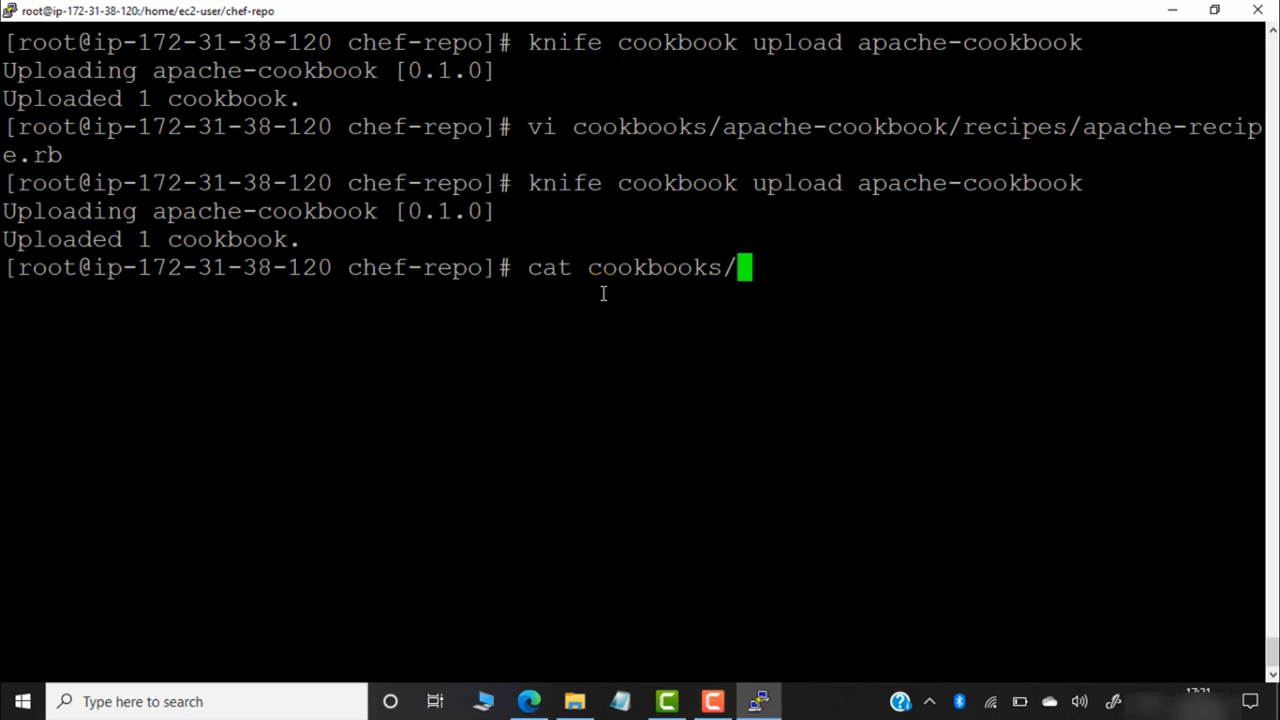 root@ip-172-31-38-120:/home/ec2-user/chef-repo
[root@ip-172-31-38-120 chef-repo]# knife cookbook upload apache-cookbook
Uploading apache-cookbook [0.1.0]
Uploaded 1 cookbook.
[root@ip-172-31-38-120 chef-repo]# vi cookbooks/apache-cookbook/recipes/apache-recip
e.rb
[root@ip-172-31-38-120 chef-repo]# knife cookbook upload apache-cookbook
Uploading apache-cookbook [0.1.0]
Uploaded 1 cookbook.
[root@ip-172-31-38-120 chef-repo]# cat cookbooks/
Type here to search